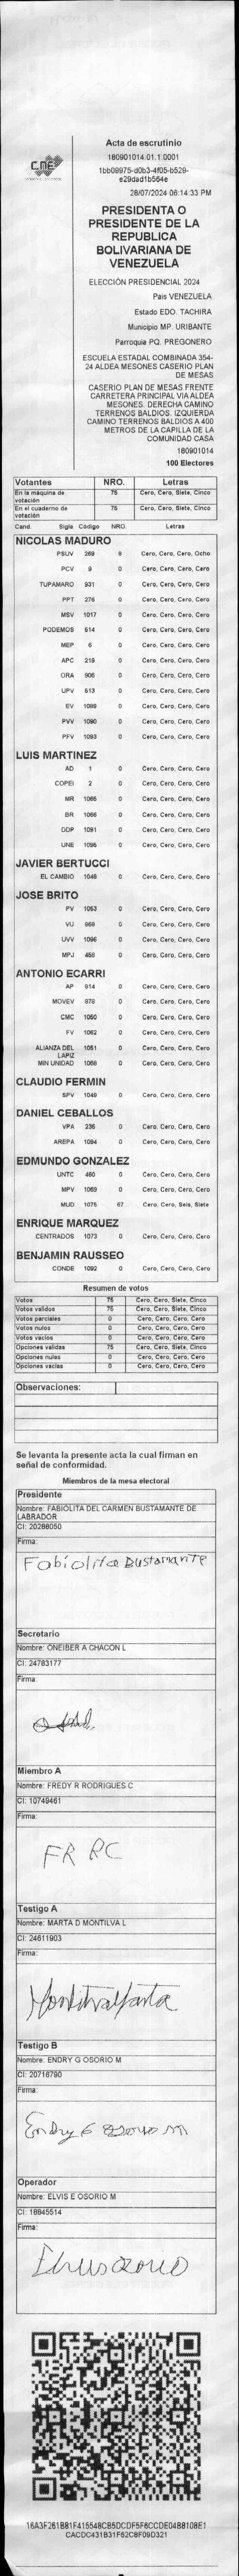 CNE
Acta de escrutinio
180901014.01.1.0001
1bb08975-d0b3-4f05-b529-
e29dad1b564e
28/07/2024 06:14:33 PM
PRESIDENTA O
PRESIDENTE DE LA
REPUBLICA
BOLIVARIANA DE
VENEZUELA
ELECCIÓN PRESIDENCIAL 2024
Pais VENEZUELA
Estado EDO. TACHIRA
Municipio MP. URIBANTE
Parroquia PQ. PREGONERO
ESCUELA ESTADAL COMBINADA 354-
24 ALDEA MESONES CASERIO PLAN
DE MESAS
CASERIO PLAN DE MESAS FRENTE
CARRETERA PRINCIPAL VIA ALDEA
MESONES. DERECHA CAMINO
TERRENOS BALDIOS. IZQUIERDA
CAMINO TERRENOS BALDIOS A 400
METROS DE LA CAPILLA DE LA
COMUNIDAD CASA
180901014
100 Electores
Votantes NRO. Letras
En la máquina de votación 75 Cero, Cero, Siete, Cinco
En el cuaderno de votación 75 Cero, Cero, Siete, Cinco
Cand. Sigla Código NRO. Letras
NICOLAS MADURO
PSUV 269 8 Cero, Cero, Cero, Ocho
PCV 9 0 Cero, Cero, Cero, Cero
TUPAMARO 931 0 Cero, Cero, Cero, Cero
PPT 276 0 Cero, Cero, Cero, Cero
MSV 1017 0 Cero, Cero, Cero, Cero
PODEMOS 514 0 Cero, Cero, Cero, Cero
MEP 6 0 Cero, Cero, Cero, Cero
APC 219 0 Cero, Cero, Cero, Cero
ORA 906 0 Cero, Cero, Cero, Cero
UPV 513 0 Cero, Cero, Cero, Cero
EV 1089 0 Cero, Cero, Cero, Cero
PVV 1090 0 Cero, Cero, Cero, Cero
PFV 1093 0 Cero, Cero, Cero, Cero
LUIS MARTINEZ
AD 1 0 Cero, Cero, Cero, Cero
COPEI 2 0 Cero, Cero, Cero, Cero
MR 1065 0 Cero, Cero, Cero, Cero
BR 1066 0 Cero, Cero, Cero, Cero
DDP 1091 0 Cero, Cero, Cero, Cero
UNE 1095 0 Cero, Cero, Cero, Cero
JAVIER BERTUCCI
EL CAMBIO 1048 0 Cero, Cero, Cero, Cero
JOSE BRITO
PV 1053 0 Cero, Cero, Cero, Cero
VU 868 0 Cero, Cero, Cero, Cero
UVV 1096 0 Cero, Cero, Cero, Cero
MPJ 458 0 Cero, Cero, Cero, Cero
ANTONIO ECARRI
AP 914 0 Cero, Cero, Cero, Cero
MOVEV 978 0 Cero, Cero, Cero, Cero
CMC 1050 0 Cero, Cero, Cero, Cero
FV 1062 0 Cero, Cero, Cero, Cero
ALIANZA DEL LAPIZ 1051 0 Cero, Cero, Cero, Cero
MIN UNIDAD 1058 0 Cero, Cero, Cero, Cero
CLAUDIO FERMIN
SPV 1049 0 Cero, Cero, Cero, Cero
DANIEL CEBALLOS
VPA 236 0 Cero, Cero, Cero, Cero
AREPA 1094 0 Cero, Cero, Cero, Cero
EDMUNDO GONZALEZ
UNTC 460 0 Cero, Cero, Cero, Cero
MPV 1069 0 Cero, Cero, Cero, Cero
MUD 1075 67 Cero, Cero, Seis, Siete
ENRIQUE MARQUEZ
CENTRADOS 1073 0 Cero, Cero, Cero, Cero
BENJAMIN RAUSSEO
CONDE 1092 0 Cero, Cero, Cero, Cero
Resumen de votos
Votos 75 Cero, Cero, Siete, Cinco
Votos validos 75 Cero, Cero, Siete, Cinco
Votos parciales 0 Cero, Cero, Cero, Cero
Votos nulos 0 Cero, Cero, Cero, Cero
Votos vacios 0 Cero, Cero, Cero, Cero
Opciones validas 75 Cero, Cero, Siete, Cinco
Opciones nulas 0 Cero, Cero, Cero, Cero
Opciones vacias 0 Cero, Cero, Cero, Cero
Observaciones:
Se levanta la presente acta la cual firman en
señal de conformidad.
Miembros de la mesa electoral
Presidente
Nombre: FABIOLITA DEL CARMEN BUSTAMANTE DE
LABRADOR
CI: 20288050
Firma:
Fabiolita Bustamante
Secretario
Nombre: ONEIBER A CHACON L
CI: 24783177
Firma:
Miembro A
Nombre: FREDY R RODRIGUES C
CI: 10749461
Firma:
FR RC
Testigo A
Nombre: MARTA D MONTILVA L
CI: 24611903
Firma:
Testigo B
Nombre: ENDRY G OSORIO M
CI: 20716790
Firma:
Endry G osorio m
Operador
Nombre: ELVIS E OSORIO M
CI: 18845514
Firma:
16A3F261B81F415548CB5DCDF5F6CCDE04B8108E1
CACDC431B31F62C8F09D321